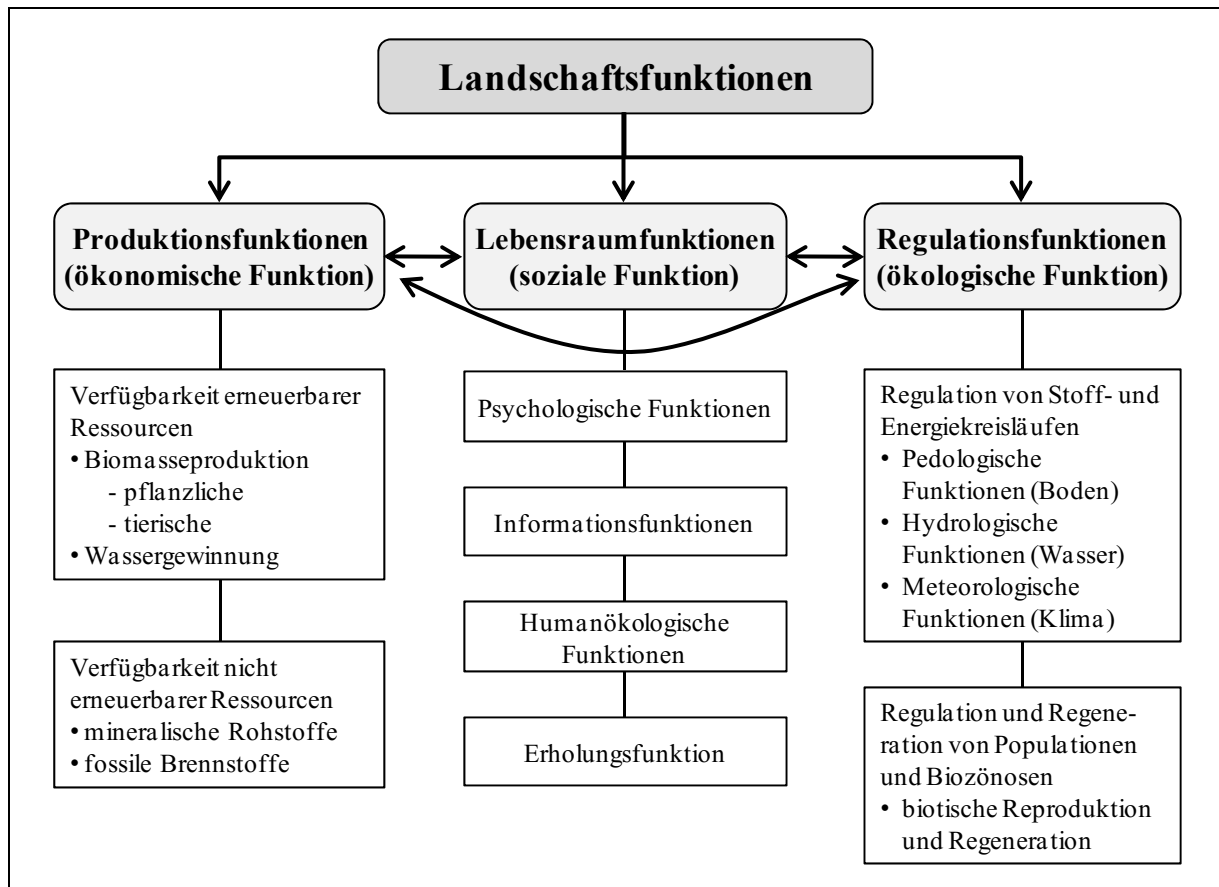 Landschaftsfunktionen
Produktionsfunktionen
(ökonomische Funktion)
Lebensraumfunktionen
(soziale Funktion)
Regulationsfunktionen
(ökologische Funktion)
Verfügbarkeit erneuerbarer
Ressourcen
• Biomasseproduktion
- pflanzliche
- tierische
• Wassergewinnung
Verfügbarkeit nicht
erneuerbarer Ressourcen
• mineralische Rohstoffe
• fossile Brennstoffe
Psychologische Funktionen
Informationsfunktionen
Humanökologische
Funktionen
Erholungsfunktion
Regulation von Stoff- und
Energiekreisläufen
• Pedologische
Funktionen (Boden)
• Hydrologische
Funktionen (Wasser)
• Meteorologische
Funktionen (Klima)
Regulation und Regene-
ration von Populationen
und Biozönosen
• biotische Reproduktion
und Regeneration